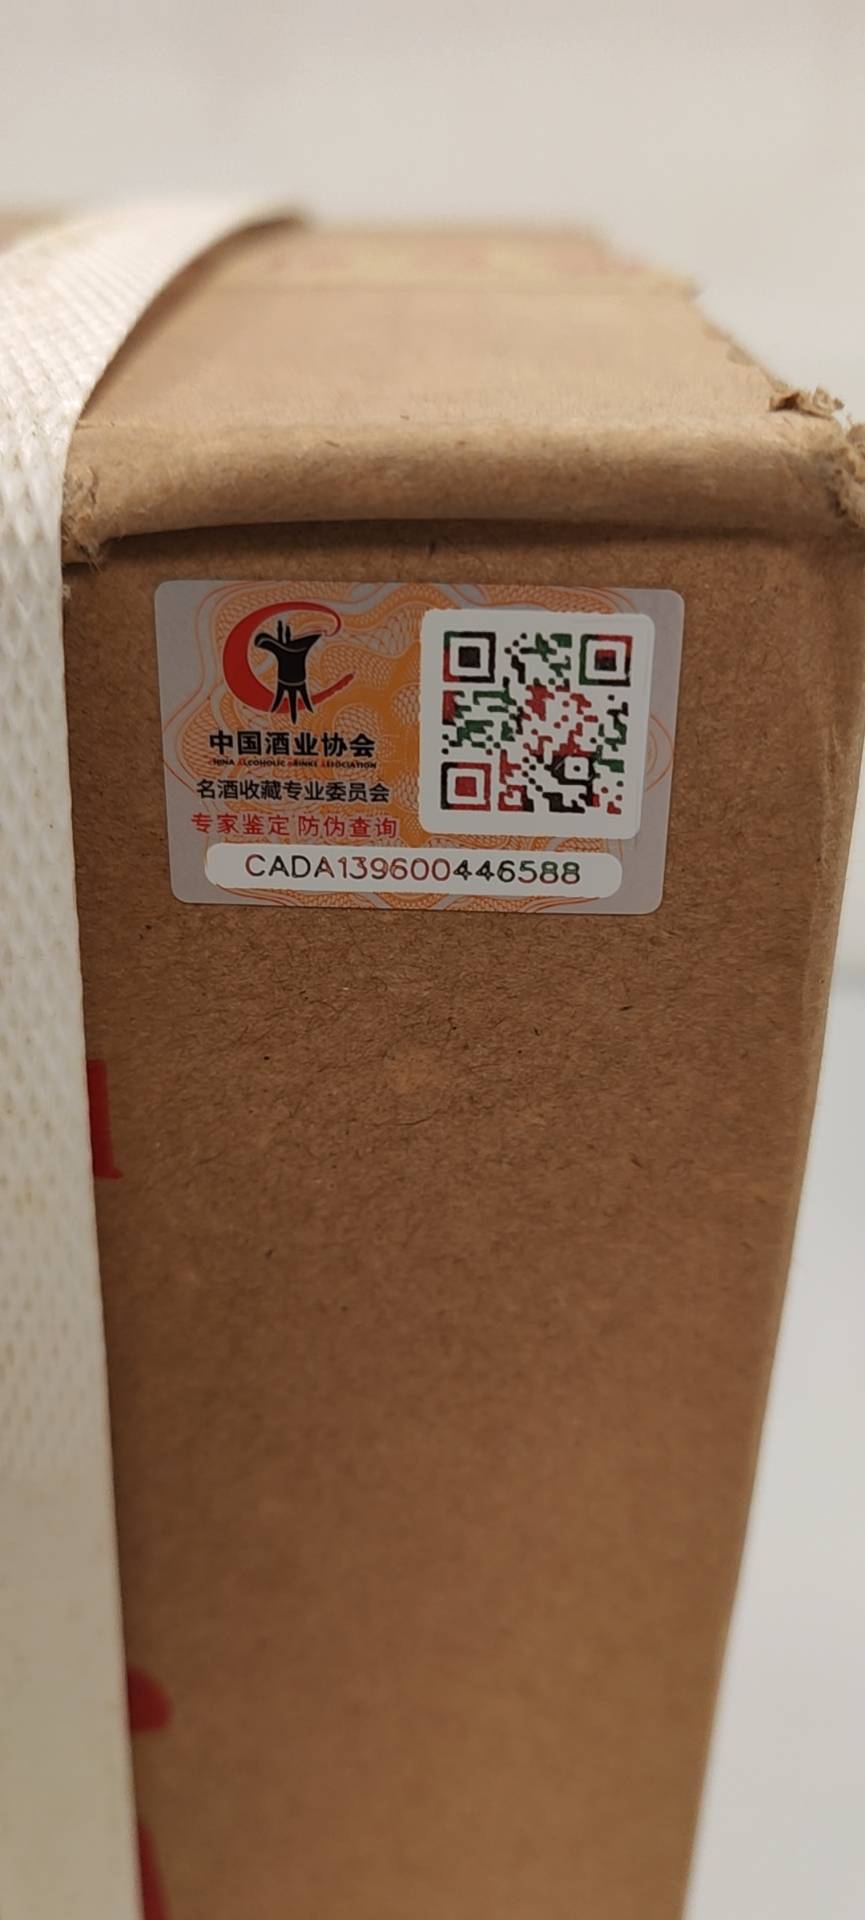 中国酒业协会
CHINA ALCOHOLIC DRINKS ASSOCIATION
名酒收藏专业委员会
专家鉴定 防伪查询
CADA139600446588